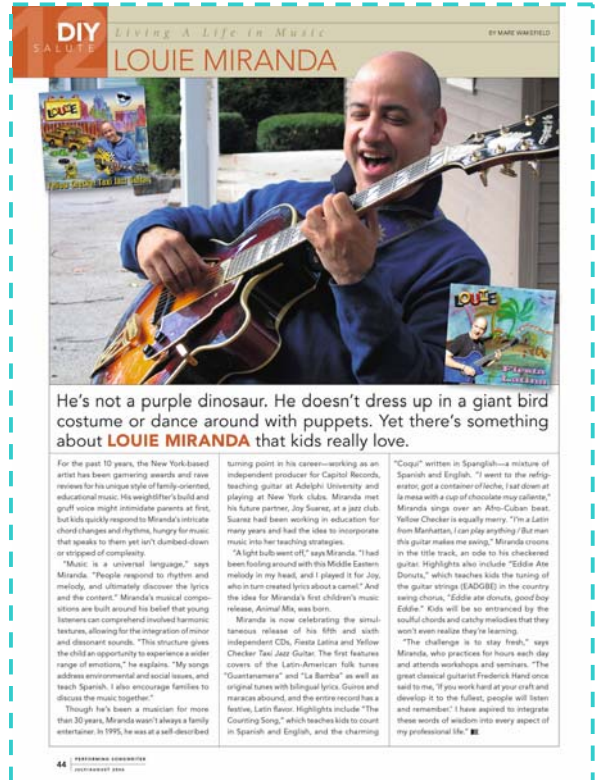 12
DIY
SALUTE
Living A Life in Music
BY MARE WAKEFIELD
LOUIE MIRANDA
LOUIE
Yellow Checker Taxi Jazz Guitar
LOUIE
Fiesta
Latina
He's not a purple dinosaur. He doesn't dress up in a giant bird
costume or dance around with puppets. Yet there's something
about LOUIE MIRANDA that kids really love.
For the past 10 years, the New York-based
artist has been garnering awards and rave
reviews for his unique style of family-oriented,
educational music. His weightlifter's build and
gruff voice might intimidate parents at first,
but kids quickly respond to Miranda's intricate
chord changes and rhythms, hungry for music
that speaks to them yet isn't dumbed-down
or stripped of complexity.
"Music is a universal language," says
Miranda. "People respond to rhythm and
melody, and ultimately discover the lyrics
and the content." Miranda's musical compo-
sitions are built around his belief that young
listeners can comprehend involved harmonic
textures, allowing for the integration of minor
and dissonant sounds. "This structure gives
the child an opportunity to experience a wider
range of emotions," he explains. "My songs
address environmental and social issues, and
teach Spanish. I also encourage families to
discuss the music together."
Though he's been a musician for more
than 30 years, Miranda wasn't always a family
entertainer. In 1995, he was at a self-described
turning point in his career—working as an
independent producer for Capitol Records,
teaching guitar at Adelphi University and
playing at New York clubs. Miranda met
his future partner, Joy Suarez, at a jazz club.
Suarez had been working in education for
many years and had the idea to incorporate
music into her teaching strategies.
"A light bulb went off," says Miranda. "I had
been fooling around with this Middle Eastern
melody in my head, and I played it for Joy,
who in turn created lyrics about a camel." And
the idea for Miranda's first children's music
release, Animal Mix, was born.
Miranda is now celebrating the simul-
taneous release of his fifth and sixth
independent CDs, Fiesta Latina and Yellow
Checker Taxi Jazz Guitar. The first features
covers of the Latin-American folk tunes
"Guantanamera" and "La Bamba" as well as
original tunes with bilingual lyrics. Guiros and
maracas abound, and the entire record has a
festive, Latin flavor. Highlights include "The
Counting Song," which teaches kids to count
in Spanish and English, and the charming
"Coqui" written in Spanglish—a mixture of
Spanish and English. "I went to the refrig-
erator, got a container of leche, I sat down at
la mesa with a cup of chocolate muy caliente,"
Miranda sings over an Afro-Cuban beat.
Yellow Checker is equally merry. "I'm a Latin
from Manhattan, I can play anything / But man
this guitar makes me swing," Miranda croons
in the title track, an ode to his checkered
guitar. Highlights also include "Eddie Ate
Donuts," which teaches kids the tuning of
the guitar strings (EADGBE) in the country
swing chorus, "Eddie ate donuts, good boy
Eddie." Kids will be so entranced by the
soulful chords and catchy melodies that they
won't even realize they're learning.
"The challenge is to stay fresh," says
Miranda, who practices for hours each day
and attends workshops and seminars. "The
great classical guitarist Frederick Hand once
said to me, 'If you work hard at your craft and
develop it to the fullest, people will listen
and remember.' I have aspired to integrate
these words of wisdom into every aspect of
my professional life."
44
PERFORMING SONGWRITER
JULY/AUGUST 2006